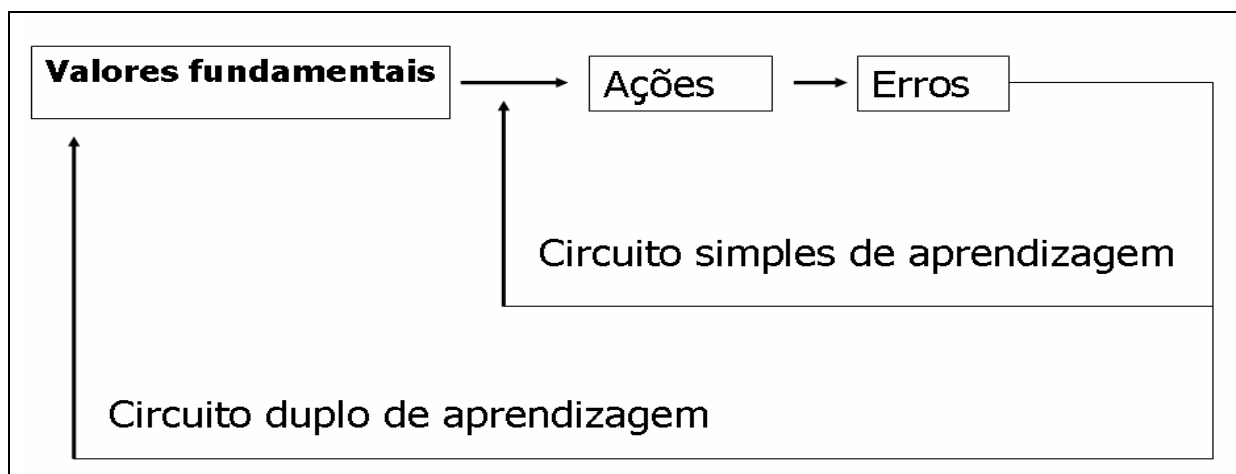 Valores fundamentais
Ações
Erros
Circuito simples de aprendizagem
Circuito duplo de aprendizagem